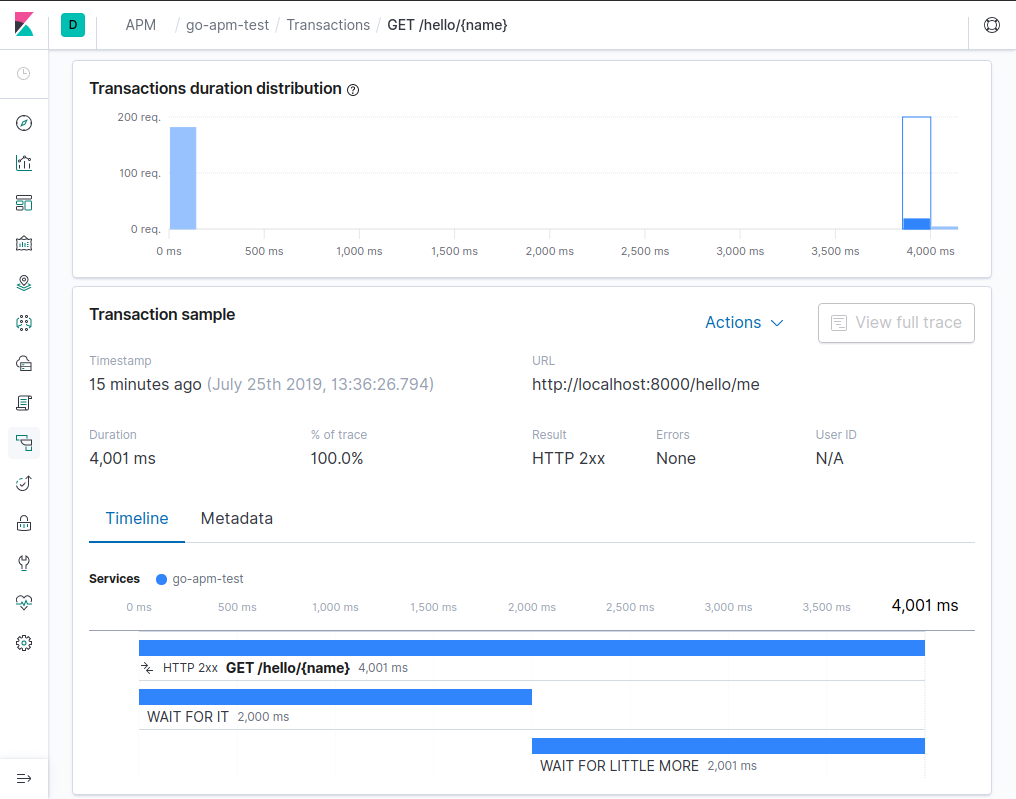 D APM / go-apm-test / Transactions / GET /hello/{name}
Transactions duration distribution ?
200 req.
100 req.
0 req.
0 ms 500 ms 1,000 ms 1,500 ms 2,000 ms 2,500 ms 3,000 ms 3,500 ms 4,000 ms
Transaction sample
Actions View full trace
Timestamp URL
15 minutes ago (July 25th 2019, 13:36:26.794) http://localhost:8000/hello/me
Duration % of trace Result Errors User ID
4,001 ms 100.0% HTTP 2xx None N/A
Timeline Metadata
Services go-apm-test
0 ms 500 ms 1,000 ms 1,500 ms 2,000 ms 2,500 ms 3,000 ms 3,500 ms 4,001 ms
HTTP 2xx GET /hello/{name} 4,001 ms
WAIT FOR IT 2,000 ms
WAIT FOR LITTLE MORE 2,001 ms